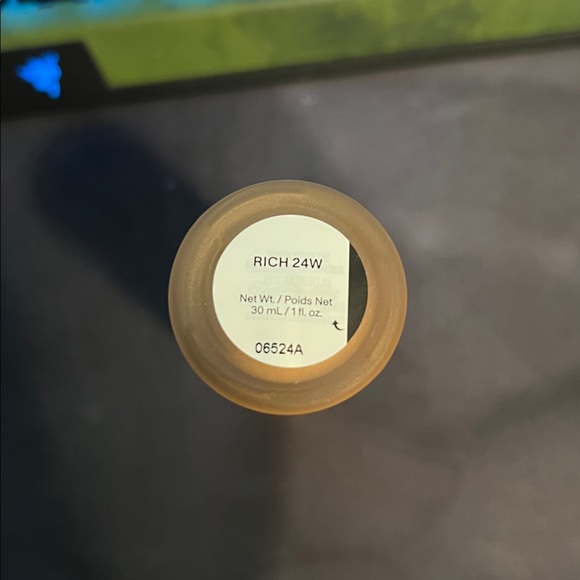 RICH 24W
Net Wt. / Poids Net
30 mL / 1 fl. oz.
06524A